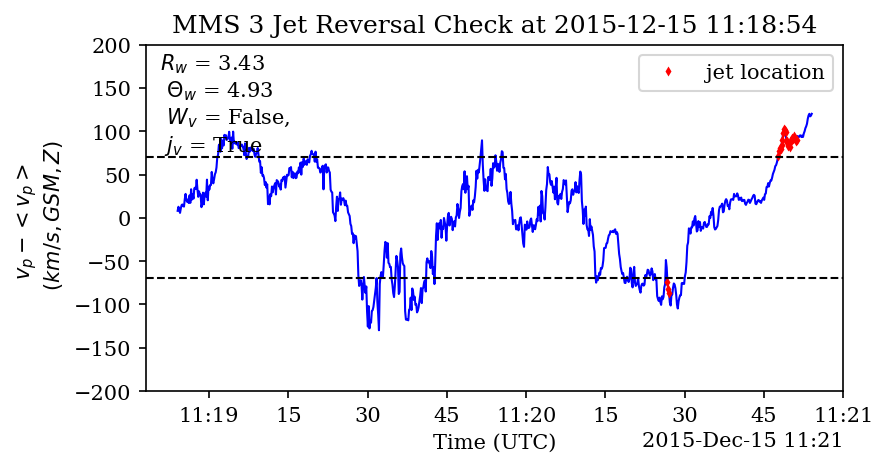 MMS 3 Jet Reversal Check at 2015-12-15 11:18:54
R_w = 3.43
Θ_w = 4.93
W_v = False,
j_v = True
jet location
200
150
100
50
0
−50
−100
−150
−200
v_p − < v_p >
(km/s, GSM, Z)
11:19 15 30 45 11:20 15 30 45 11:21
Time (UTC)
2015-Dec-15 11:21